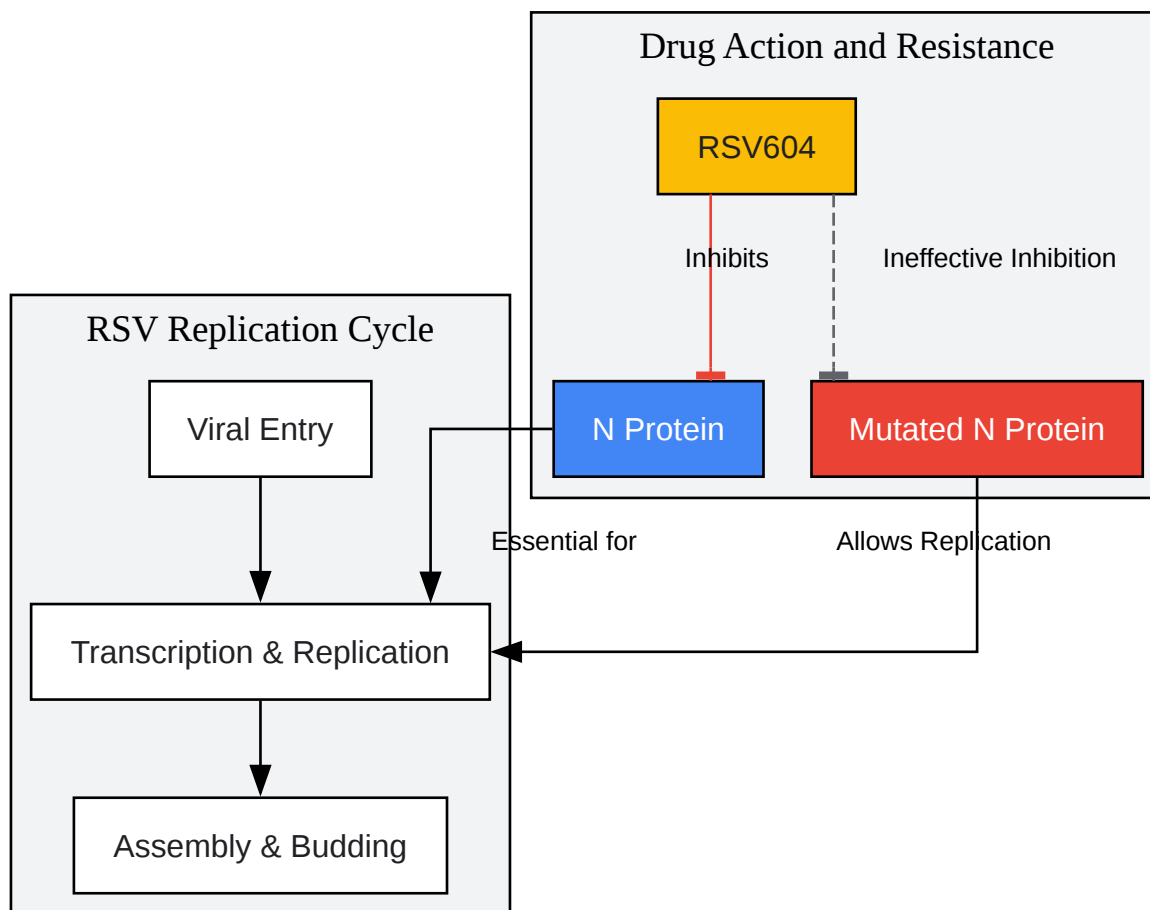 Drug Action and Resistance
RSV604
Inhibits
Ineffective Inhibition
RSV Replication Cycle
Viral Entry
N Protein
Mutated N Protein
Essential for
Allows Replication
Transcription & Replication
Assembly & Budding